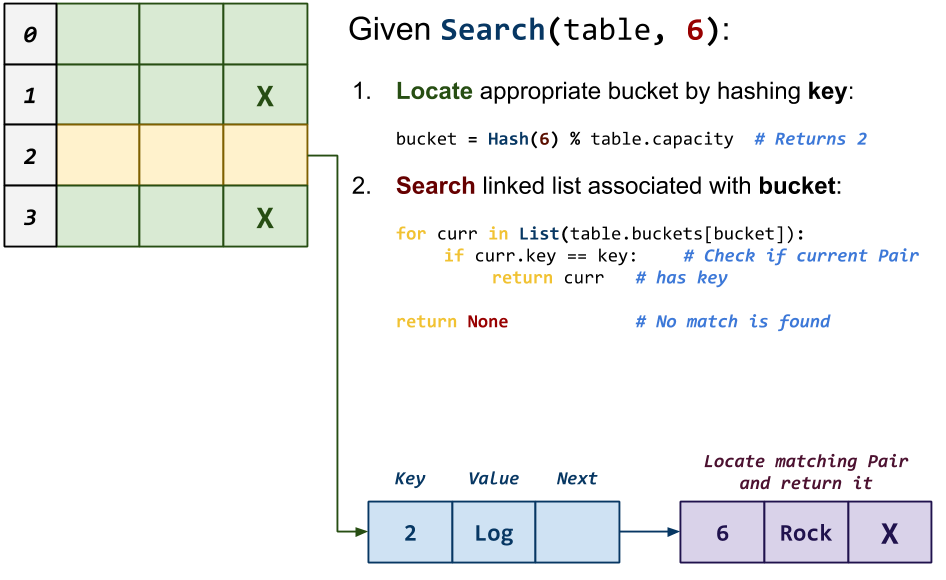 Given Search(table, 6):
0
1 X
2
3 X
1. Locate appropriate bucket by hashing key:
bucket = Hash(6) % table.capacity # Returns 2
2. Search linked list associated with bucket:
for curr in List(table.buckets[bucket]):
if curr.key == key: # Check if current Pair
return curr # has key
return None # No match is found
Locate matching Pair
and return it
Key Value Next
2 Log
6 Rock X